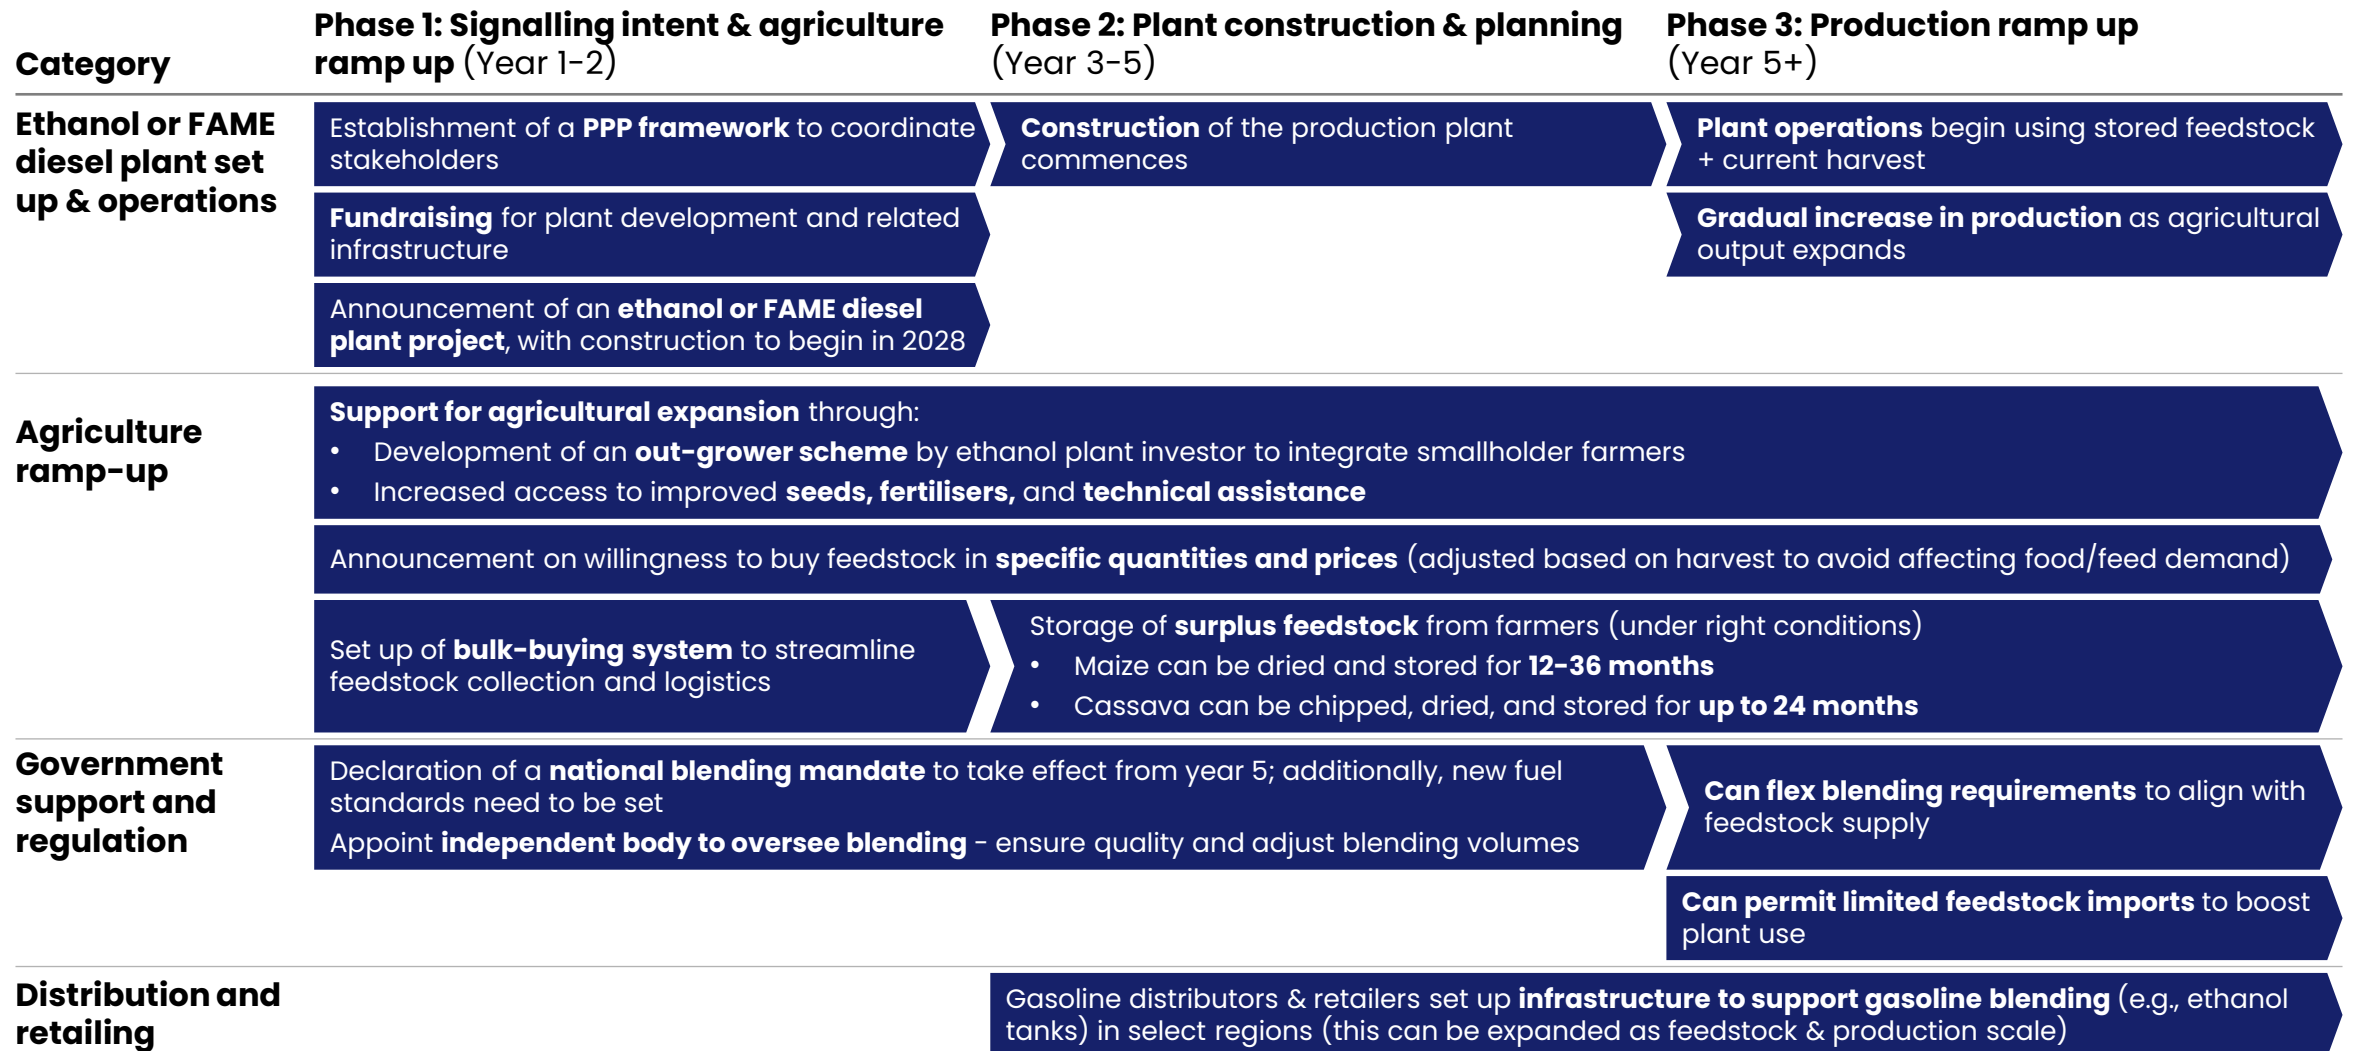 Category
Phase 1: Signalling intent & agriculture
ramp up (Year 1-2)
Phase 2: Plant construction & planning
(Year 3-5)
Phase 3: Production ramp up
(Year 5+)
Ethanol or FAME
diesel plant set
up & operations
Establishment of a PPP framework to coordinate
stakeholders
Construction of the production plant
commences
Plant operations begin using stored feedstock
+ current harvest
Fundraising for plant development and related
infrastructure
Gradual increase in production as agricultural
output expands
Announcement of an ethanol or FAME diesel
plant project, with construction to begin in 2028
Agriculture
ramp-up
Support for agricultural expansion through:
• Development of an out-grower scheme by ethanol plant investor to integrate smallholder farmers
• Increased access to improved seeds, fertilisers, and technical assistance
Announcement on willingness to buy feedstock in specific quantities and prices (adjusted based on harvest to avoid affecting food/feed demand)
Set up of bulk-buying system to streamline
feedstock collection and logistics
Storage of surplus feedstock from farmers (under right conditions)
• Maize can be dried and stored for 12-36 months
• Cassava can be chipped, dried, and stored for up to 24 months
Government
support and
regulation
Declaration of a national blending mandate to take effect from year 5; additionally, new fuel
standards need to be set
Appoint independent body to oversee blending - ensure quality and adjust blending volumes
Can flex blending requirements to align with
feedstock supply
Can permit limited feedstock imports to boost
plant use
Distribution and
retailing
Gasoline distributors & retailers set up infrastructure to support gasoline blending (e.g., ethanol
tanks) in select regions (this can be expanded as feedstock & production scale)